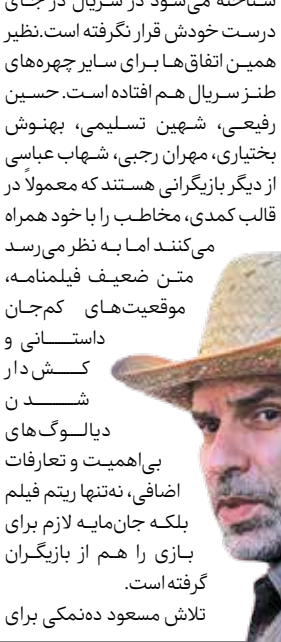 شناخته می‌شود در سریال در جای
درست خودش قرار نگرفته است.نظیر
همین اتفاق‌ها برای سایر چهره‌های
طنز سریال هم افتاده است. حسین
رفیعی، شهین تسلیمی، بهنوش
بختیاری، مهران رجبی، شهاب عباسی
از دیگر بازیگرانی هستند که معمولاً در
قالب کمدی، مخاطب را با خود همراه
می‌کنند اما به نظر می‌رسد
متن ضعیف فیلمنامه،
موقعیت‌های کم‌جان
داستانی و
کش‌دار
شدن
دیالوگ‌های
بی‌اهمیت و تعارفات
اضافی، نه‌تنها ریتم فیلم
بلکه جان‌مایه لازم برای
بازی را هم از بازیگران
گرفته است.
تلاش مسعود ده‌نمکی برای